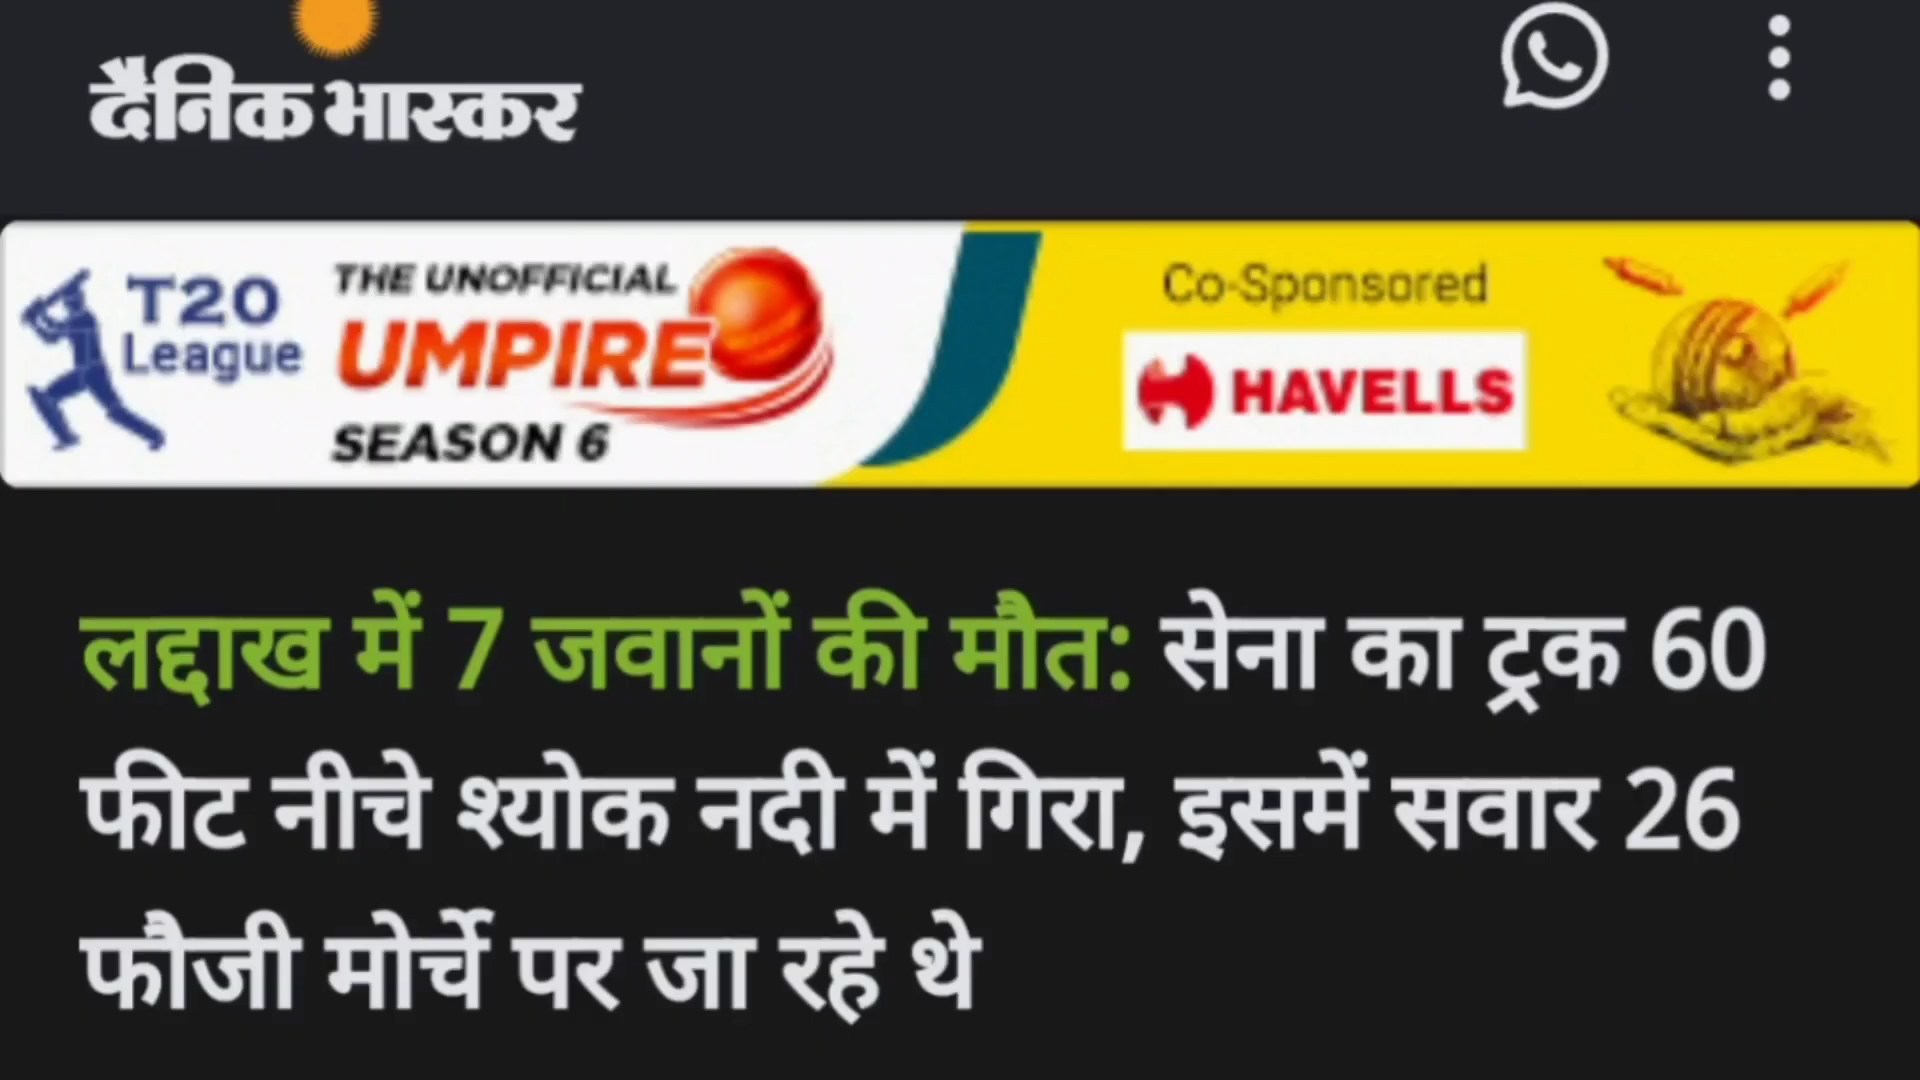 दैनिक भास्कर
T20
League
THE UNOFFICIAL
UMPIRE
SEASON 6
Co-Sponsored
HAVELLS
लद्दाख में 7 जवानों की मौत: सेना का ट्रक 60
फीट नीचे श्योक नदी में गिरा, इसमें सवार 26
फौजी मोर्चे पर जा रहे थे